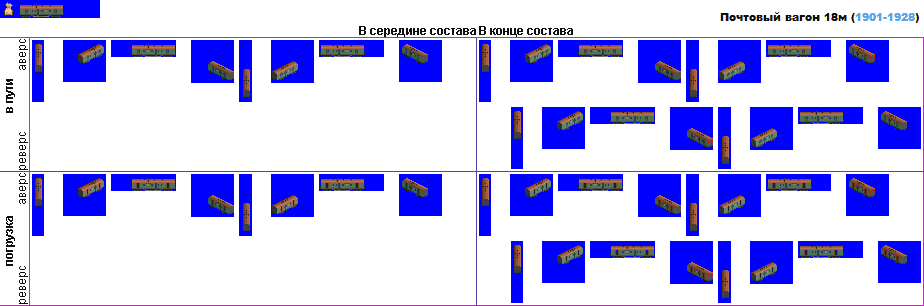 Почтовый вагон 18м (1901-1928)
В середине состава В конце состава
в пути
аверс
реверс
погрузка
аверс
реверс